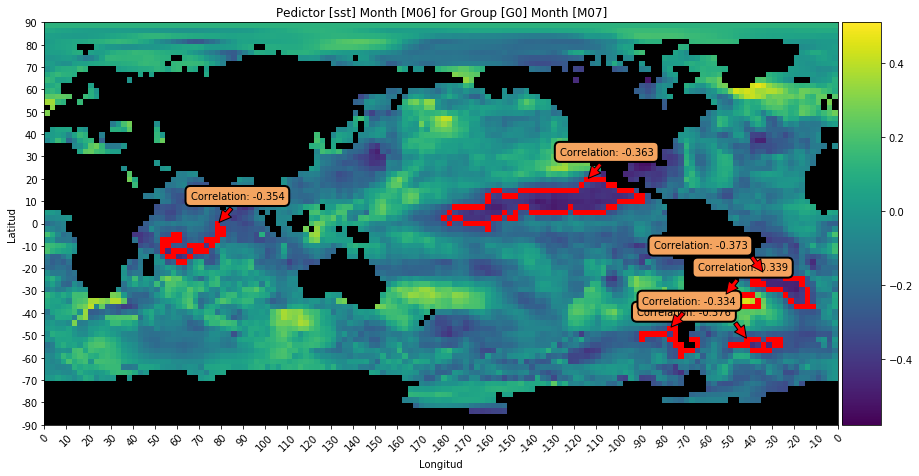 Pedictor [sst] Month [M06] for Group [G0] Month [M07]
90
80
70
60
50
40
30
20
10
0
-10
-20
-30
-40
-50
-60
-70
-80
-90
Latitud
Correlation: -0.363
Correlation: -0.354
Correlation: -0.373
Correlation: -0.339
Correlation: -0.334
Correlation: -0.376
0.4
0.2
0.0
-0.2
-0.4
0 10 20 30 40 50 60 70 80 90 100 110 120 130 140 150 160 170 -180 -170 -160 -150 -140 -130 -120 -110 -100 -90 -80 -70 -60 -50 -40 -30 -20 -10 0
Longitud